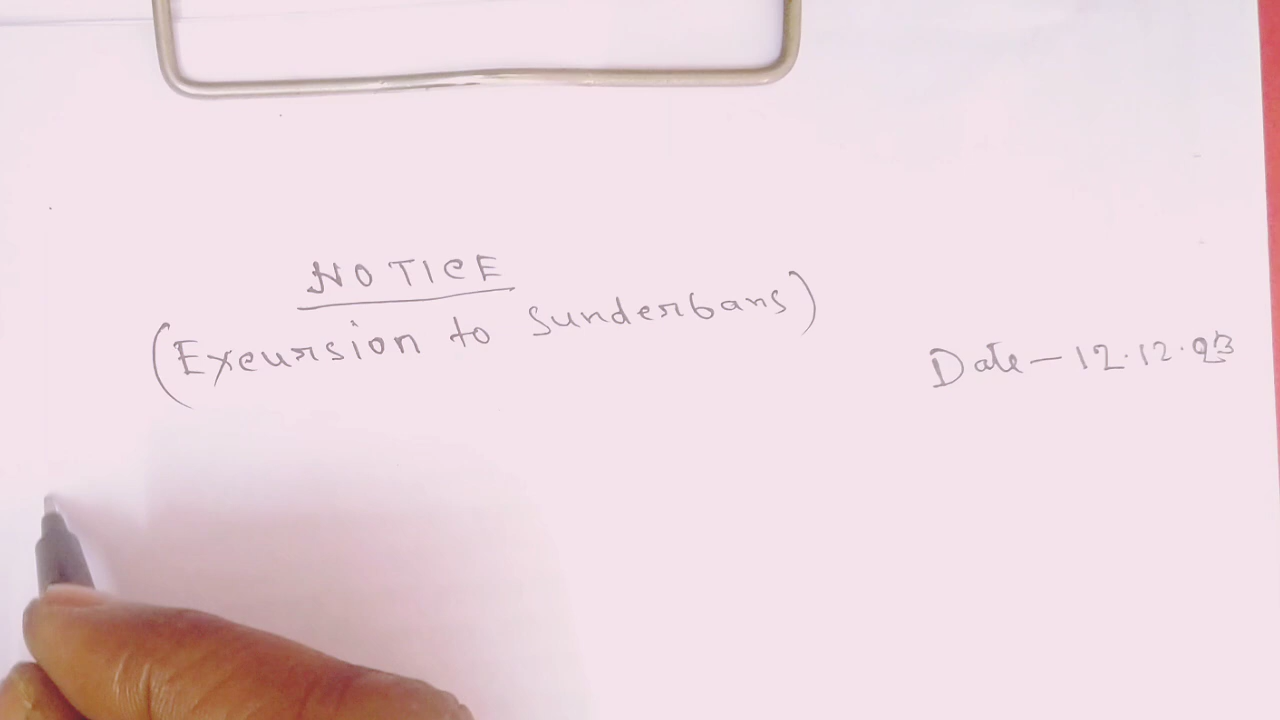 NOTICE
(Excursion to Sunderbans)
Date - 12.12.23